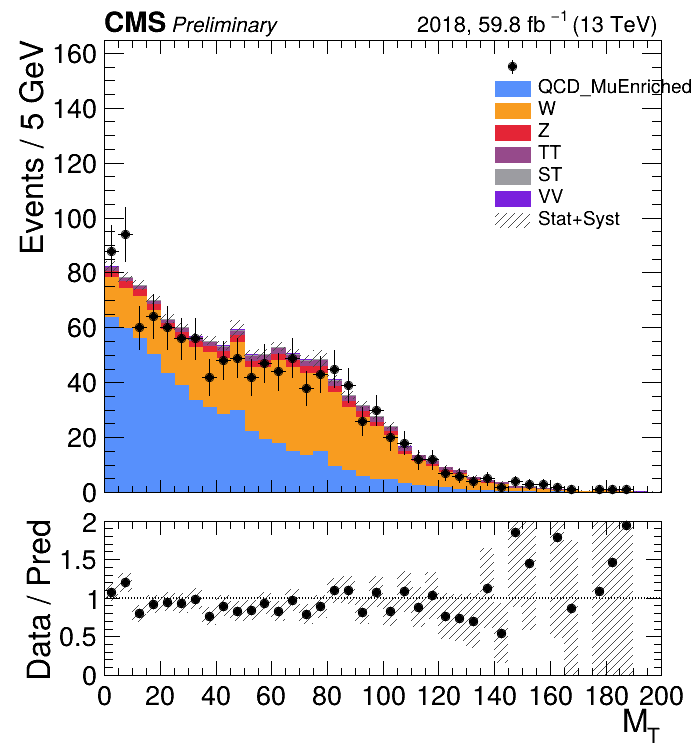 CMS Preliminary 2018, 59.8 fb⁻¹ (13 TeV)
Events / 5 GeV
160
140
120
100
80
60
40
20
0
QCD_MuEnriched
W
Z
TT
ST
VV
Stat+Syst
Data / Pred
2
1.5
1
0.5
0
0 20 40 60 80 100 120 140 160 180 200
M_T